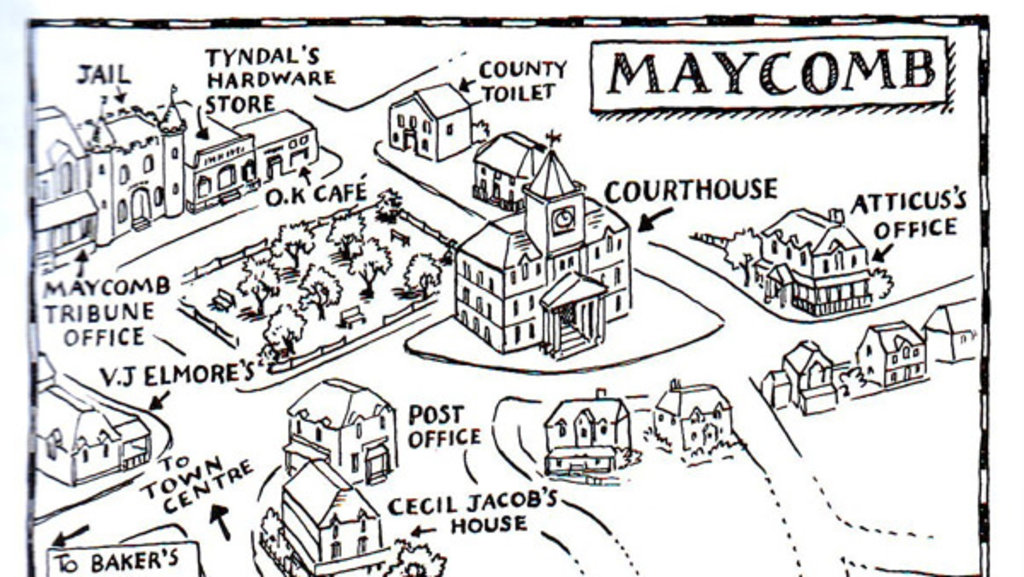 MAYCOMB
JAIL
TYNDAL'S
HARDWARE
STORE
COUNTY
TOILET
O.K CAFÉ
COURTHOUSE
ATTICUS'S
OFFICE
MAYCOMB
TRIBUNE
OFFICE
V.J ELMORE'S
POST
OFFICE
TO
TOWN
CENTRE
CECIL JACOB'S
HOUSE
TO BAKER'S